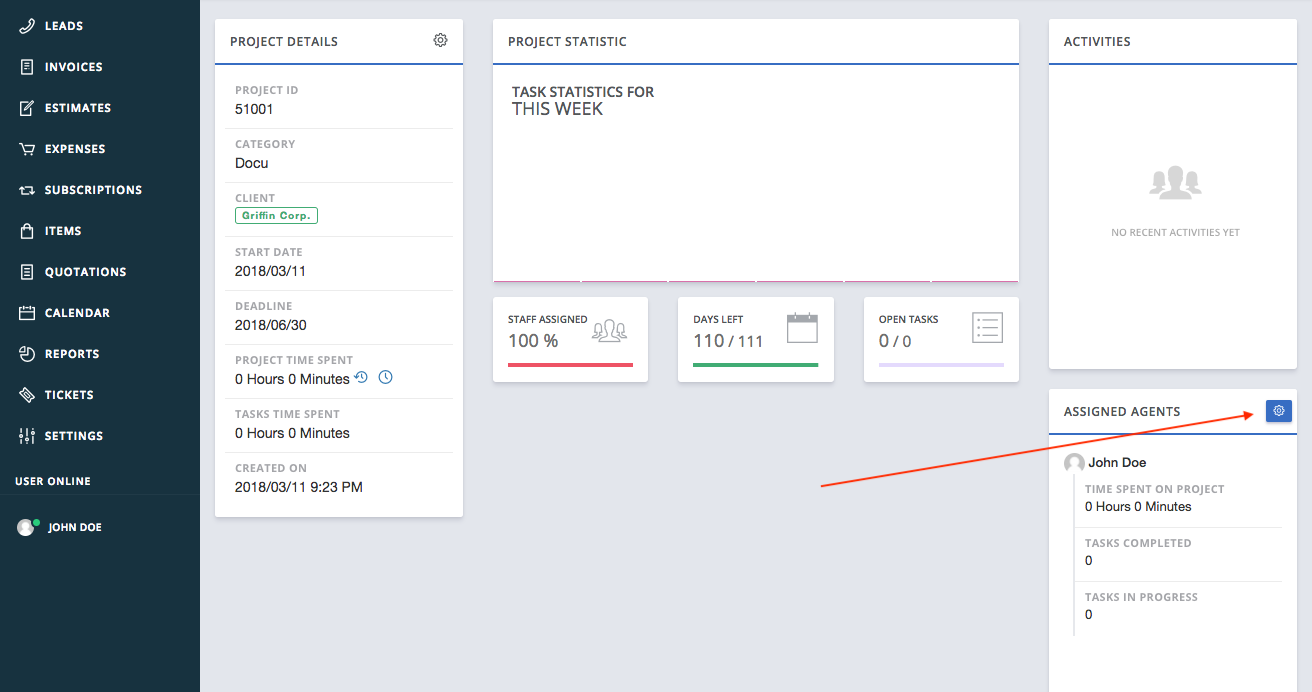 LEADS
INVOICES
ESTIMATES
EXPENSES
SUBSCRIPTIONS
ITEMS
QUOTATIONS
CALENDAR
REPORTS
TICKETS
SETTINGS
USER ONLINE
JOHN DOE
PROJECT DETAILS
PROJECT ID
51001
CATEGORY
Docu
CLIENT
Griffin Corp.
START DATE
2018/03/11
DEADLINE
2018/06/30
PROJECT TIME SPENT
0 Hours 0 Minutes
TASKS TIME SPENT
0 Hours 0 Minutes
CREATED ON
2018/03/11 9:23 PM
PROJECT STATISTIC
TASK STATISTICS FOR
THIS WEEK
STAFF ASSIGNED
100 %
DAYS LEFT
110 / 111
OPEN TASKS
0 / 0
ACTIVITIES
NO RECENT ACTIVITIES YET
ASSIGNED AGENTS
John Doe
TIME SPENT ON PROJECT
0 Hours 0 Minutes
TASKS COMPLETED
0
TASKS IN PROGRESS
0